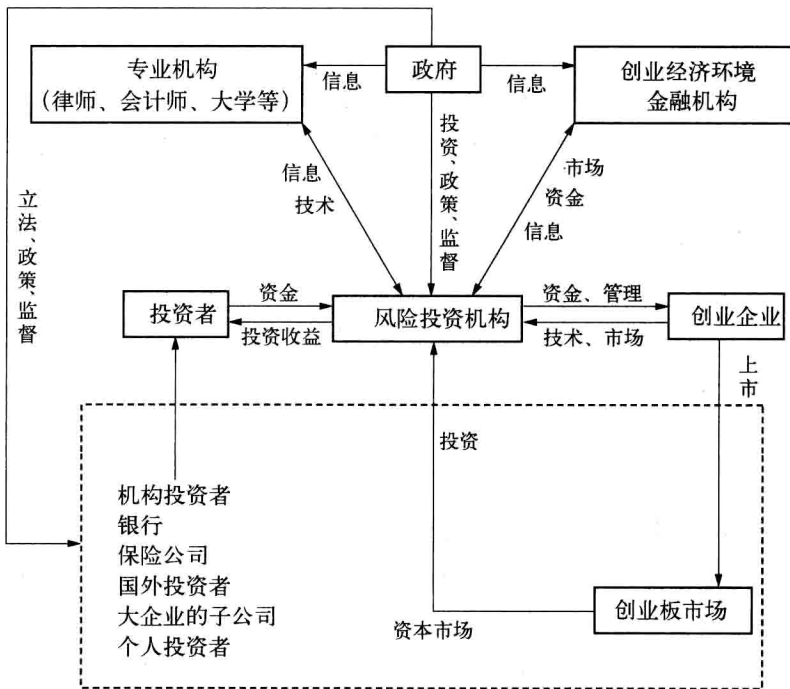 专业机构
(律师、会计师、大学等)
信息
政府
信息
创业经济环境
金融机构
投资、政策、监督
信息
技术
市场
资金
信息
立法、政策、监督
投资者
资金
投资收益
风险投资机构
资金、管理
技术、市场
创业企业
上市
投资
机构投资者
银行
保险公司
国外投资者
大企业的子公司
个人投资者
资本市场
创业板市场